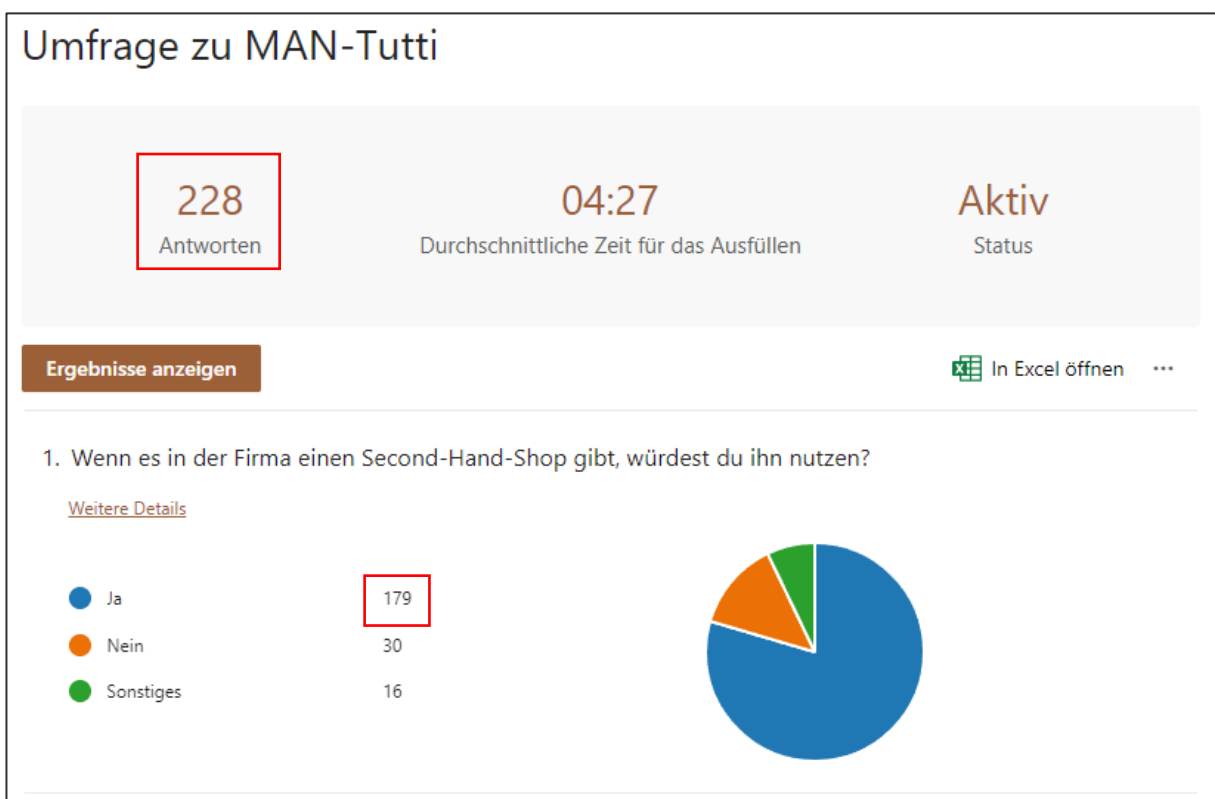 Umfrage zu MAN-Tutti
228
Antworten
04:27
Durchschnittliche Zeit für das Ausfüllen
Aktiv
Status
Ergebnisse anzeigen
In Excel öffnen ...
1. Wenn es in der Firma einen Second-Hand-Shop gibt, würdest du ihn nutzen?
Weitere Details
Ja 179
Nein 30
Sonstiges 16